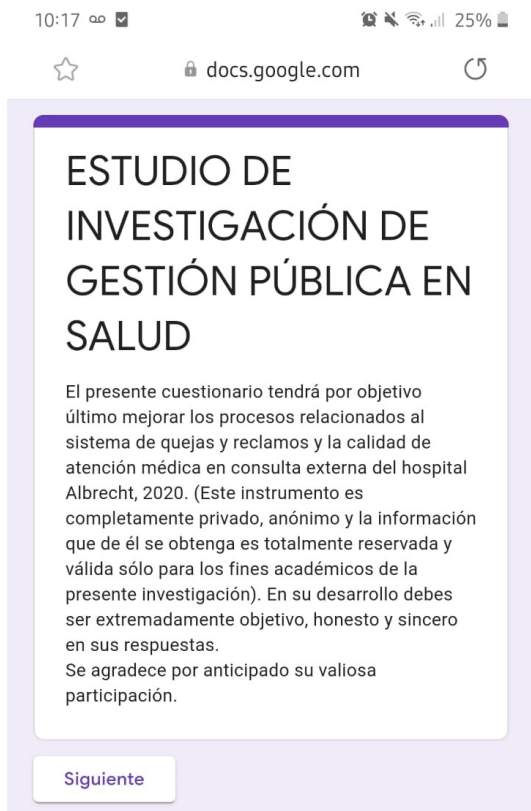 10:17
25%
docs.google.com
ESTUDIO DE
INVESTIGACIÓN DE
GESTIÓN PÚBLICA EN
SALUD
El presente cuestionario tendrá por objetivo
último mejorar los procesos relacionados al
sistema de quejas y reclamos y la calidad de
atención médica en consulta externa del hospital
Albrecht, 2020. (Este instrumento es
completamente privado, anónimo y la información
que de él se obtenga es totalmente reservada y
válida sólo para los fines académicos de la
presente investigación). En su desarrollo debes
ser extremadamente objetivo, honesto y sincero
en sus respuestas.
Se agradece por anticipado su valiosa
participación.
Siguiente